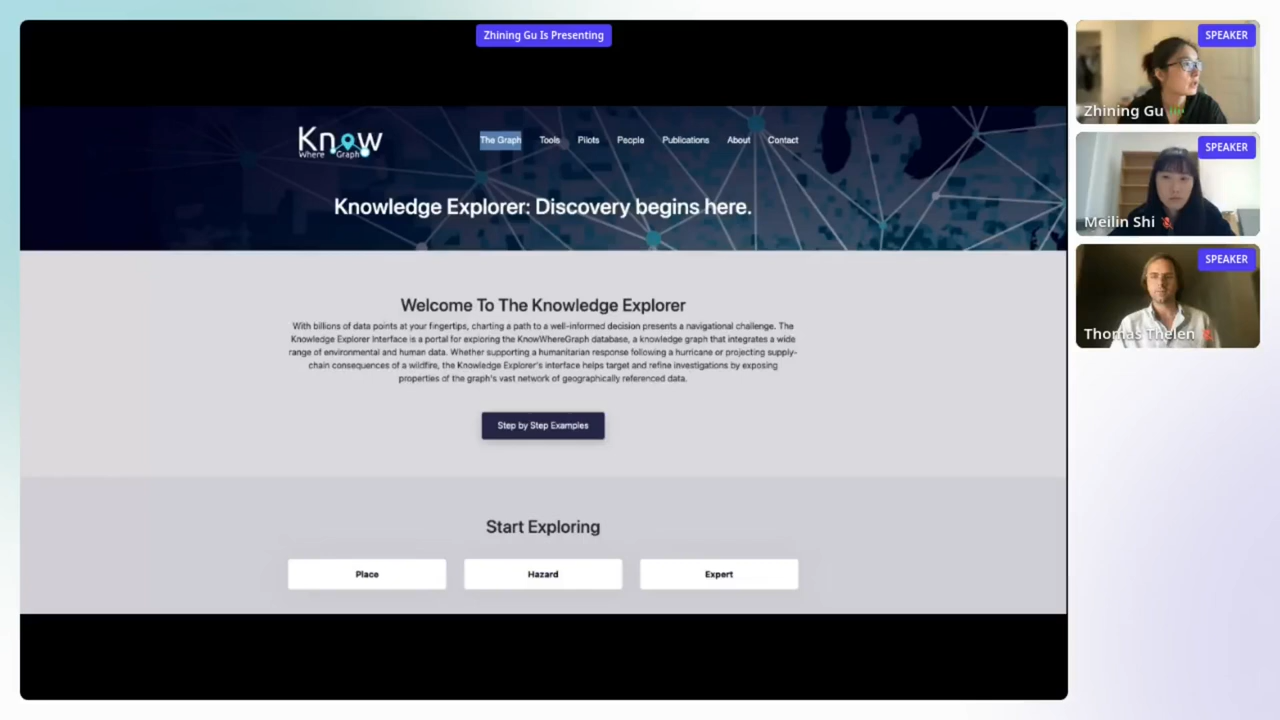 Zhining Gu Is Presenting
Know
Where Graph
The Graph Tools Pilots People Publications About Contact
Knowledge Explorer: Discovery begins here.
Welcome To The Knowledge Explorer
With billions of data points at your fingertips, charting a path to a well-informed decision presents a navigational challenge. The
Knowledge Explorer Interface is a portal for exploring the KnowWhereGraph database, a knowledge graph that integrates a wide
range of environmental and human data. Whether supporting a humanitarian response following a hurricane or projecting supply-
chain consequences of a wildfire, the Knowledge Explorer's interface helps target and refine investigations by exposing
properties of the graph's vast network of geographically referenced data.
Step by Step Examples
Start Exploring
Place Hazard Expert
SPEAKER
Zhining Gu
SPEAKER
Meilin Shi
SPEAKER
Thomas Thelen